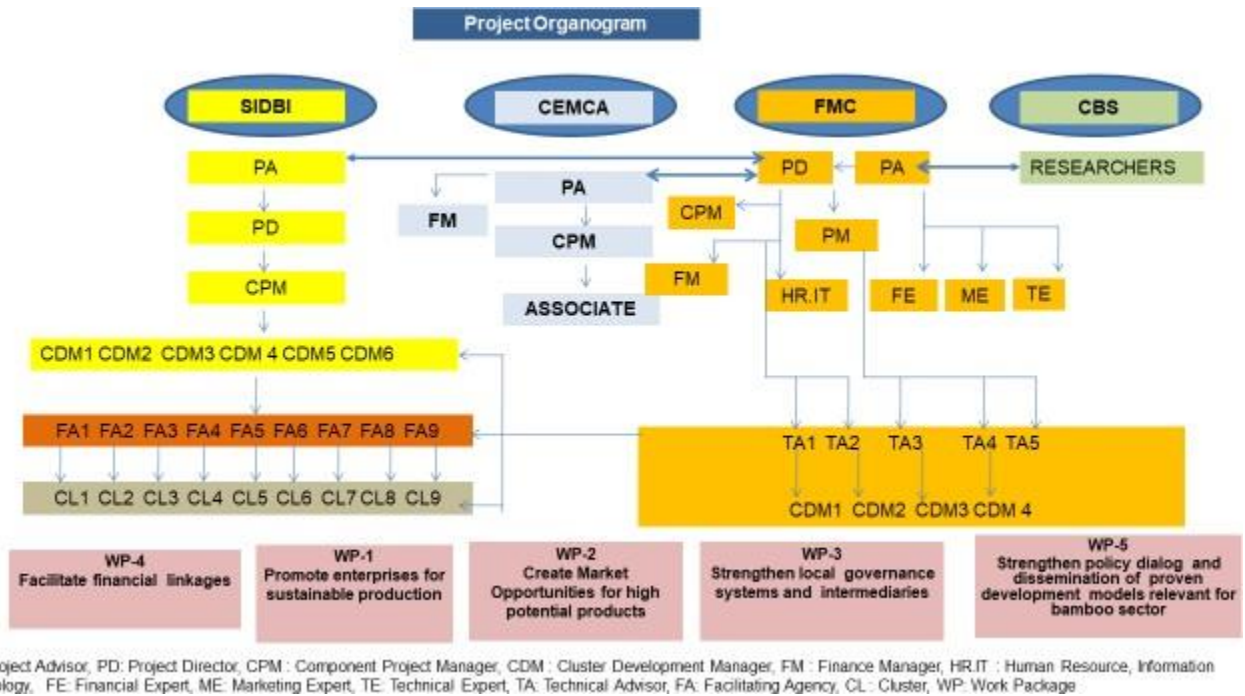 Project Organogram
SIDBI
CEMCA
FMC
CBS
PA
PD
PA
RESEARCHERS
PA
FM
CPM
PD
CPM
PM
FM
CPM
HR.IT
FE
ME
TE
ASSOCIATE
CDM1 CDM2 CDM3 CDM 4 CDM5 CDM6
FA1 FA2 FA3 FA4 FA5 FA6 FA7 FA8 FA9
TA1 TA2 TA3 TA4 TA5
CL1 CL2 CL3 CL4 CL5 CL6 CL7 CL8 CL9
CDM1 CDM2 CDM3 CDM 4
WP-4
Facilitate financial linkages
WP-1
Promote enterprises for
sustainable production
WP-2
Create Market
Opportunities for high
potential products
WP-3
Strengthen local governance
systems and intermediaries
WP-5
Strengthen policy dialog and
dissemination of proven
development models relevant for
bamboo sector
oject Advisor, PD: Project Director, CPM : Component Project Manager, CDM : Cluster Development Manager, FM : Finance Manager, HR.IT : Human Resource, Information
ology, FE: Financial Expert, ME: Marketing Expert, TE: Technical Expert, TA: Technical Advisor, FA: Facilitating Agency, CL : Cluster, WP: Work Package